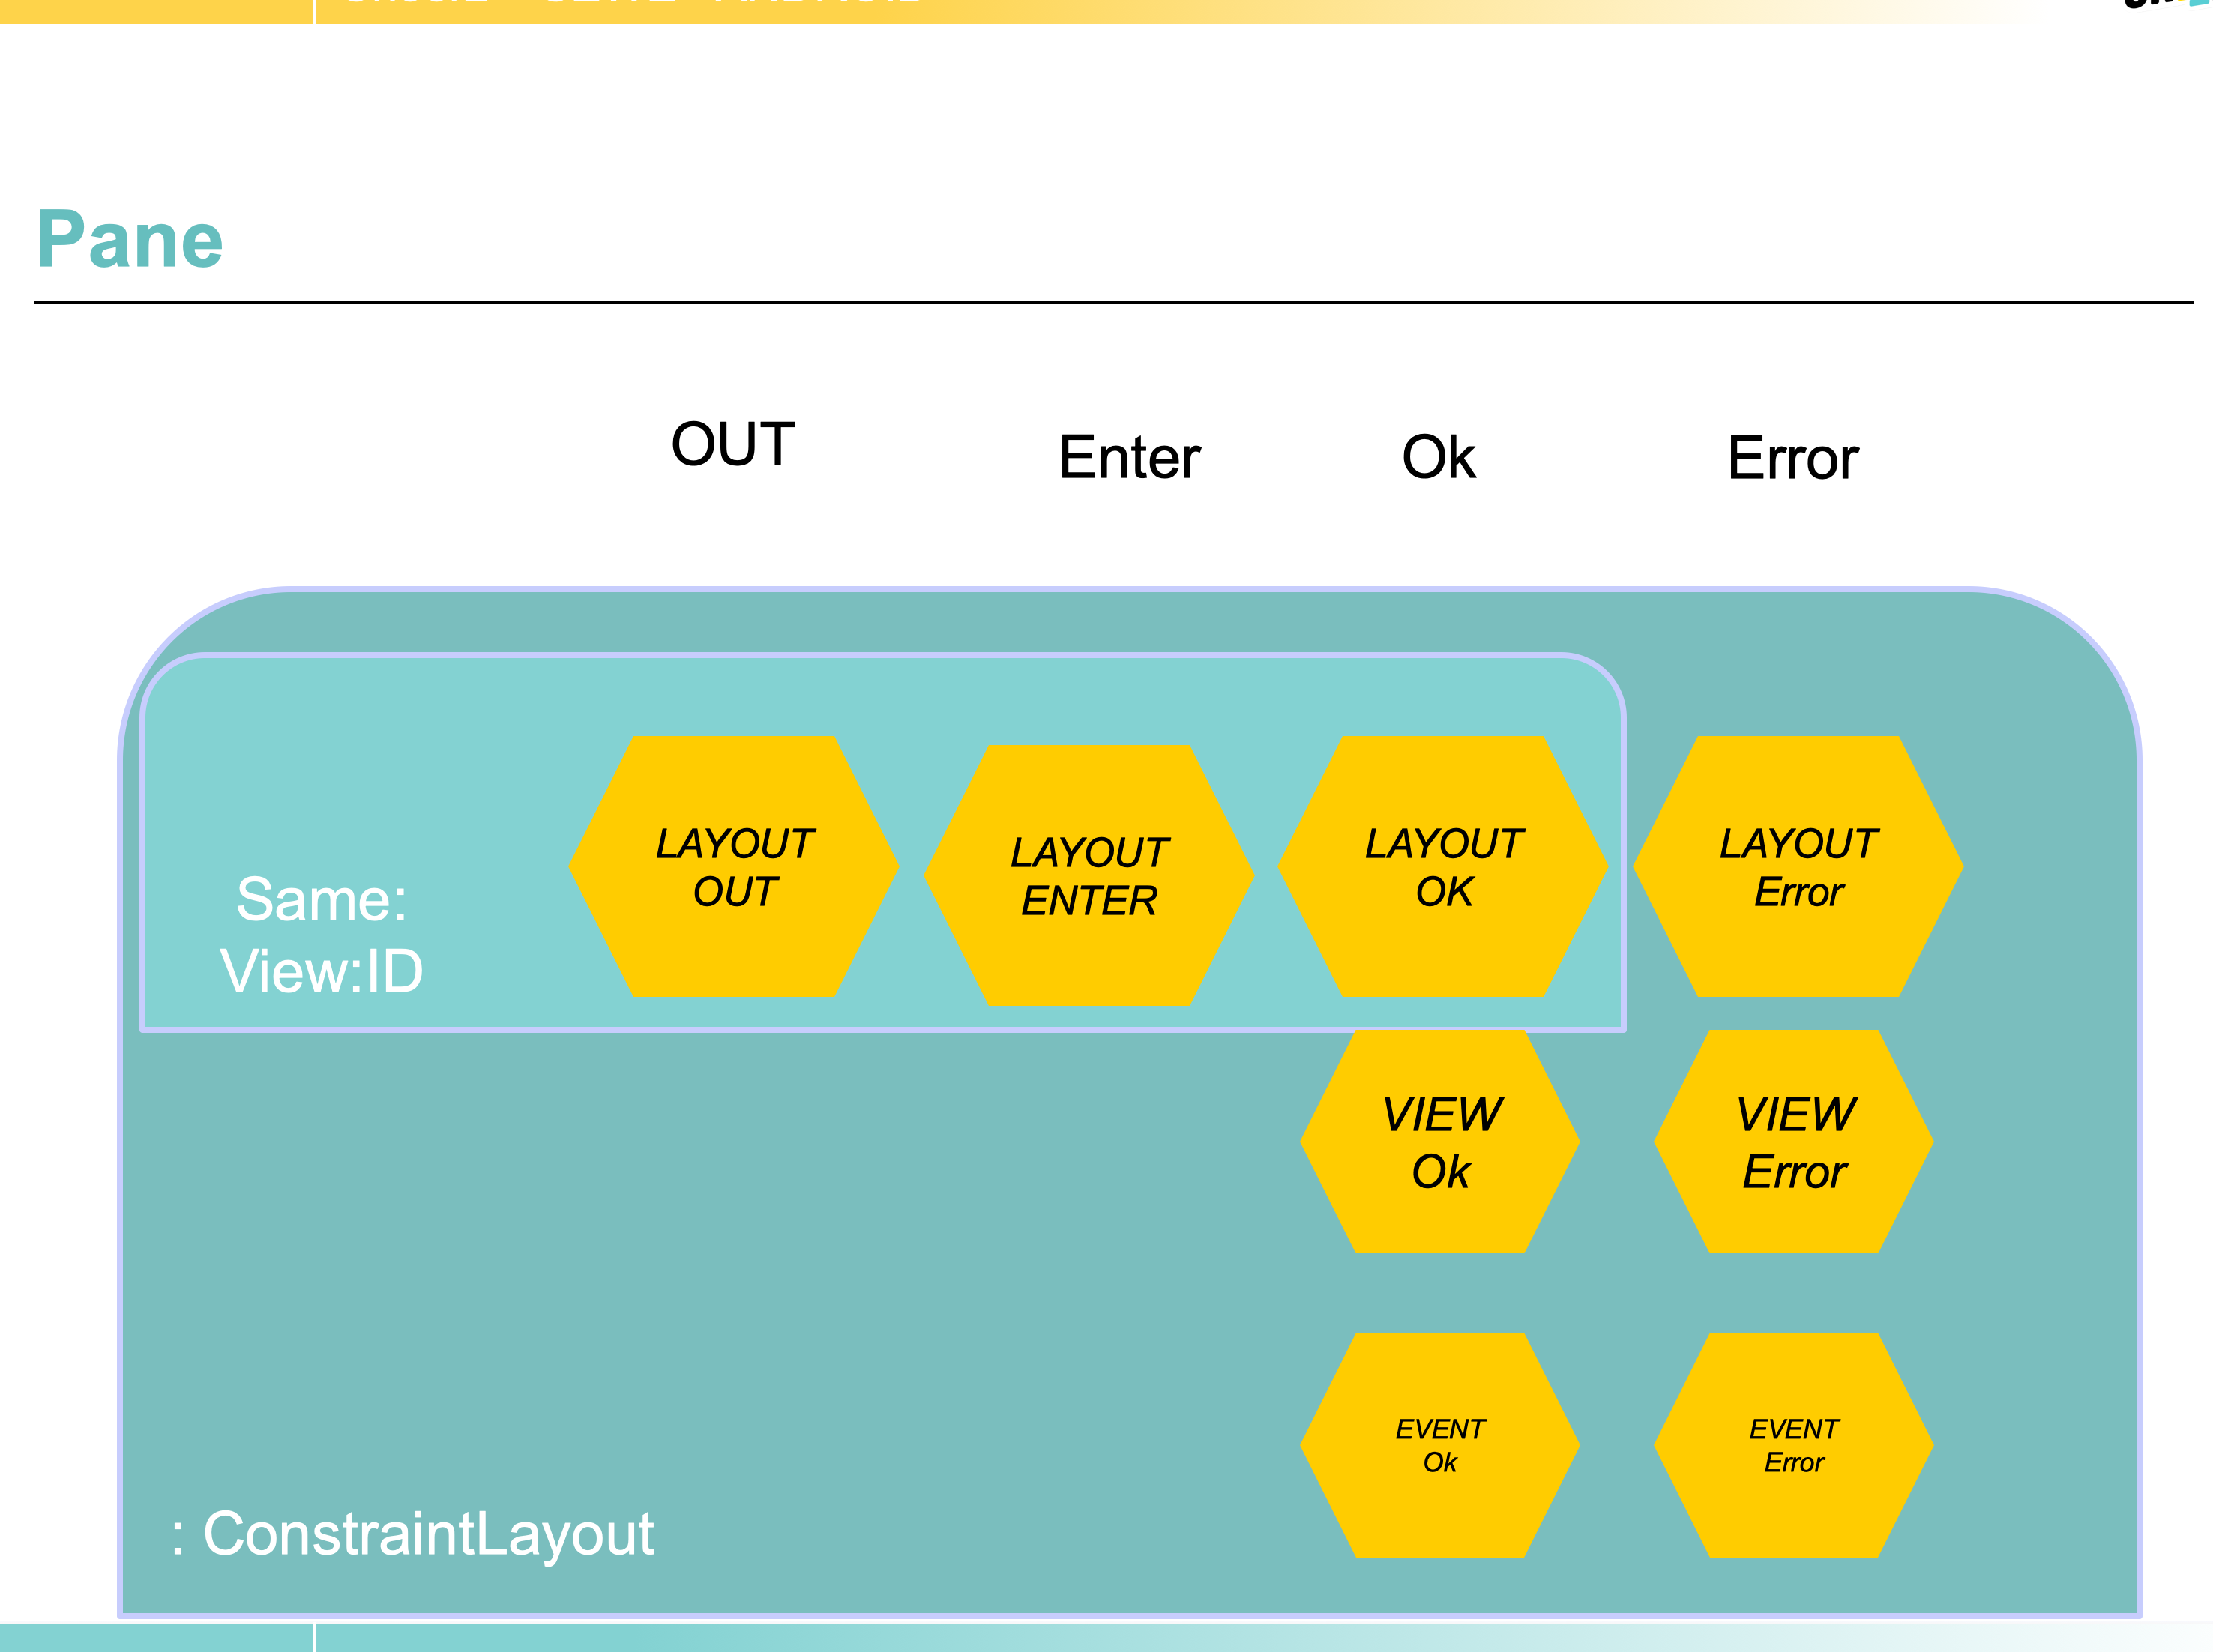 Pane
OUT
Enter
Ok
Error
LAYOUT
OUT
LAYOUT
ENTER
LAYOUT
OK
LAYOUT
Error
Same:
View:ID
VIEW
Ok
VIEW
Error
EVENT
Ok
EVENT
Error
: ConstraintLayout